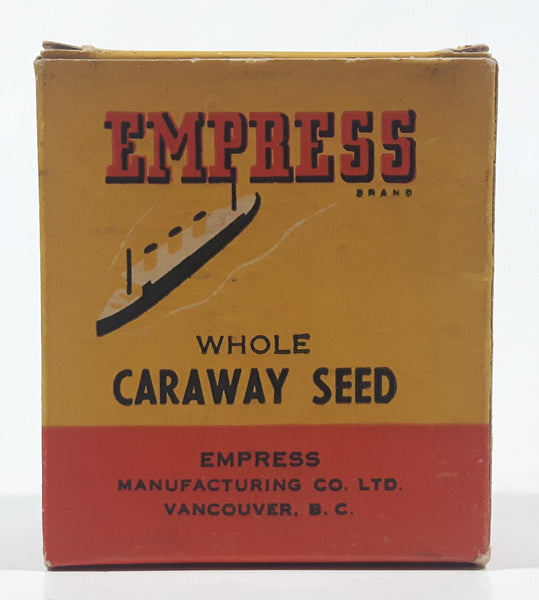 EMPRESS
BRAND
WHOLE
CARAWAY SEED
EMPRESS
MANUFACTURING CO. LTD.
VANCOUVER, B. C.